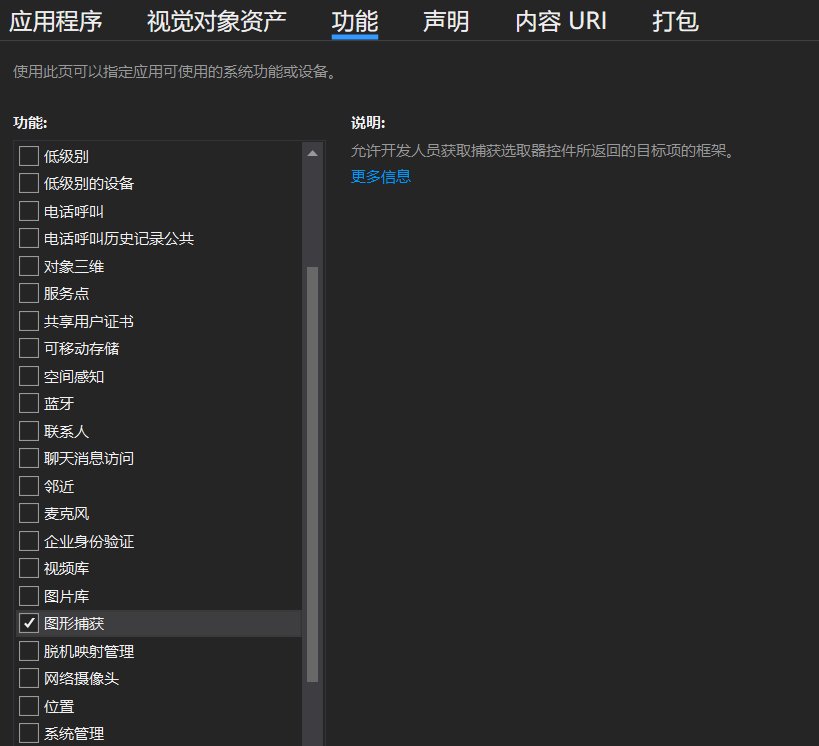 应用程序 视觉对象资产 功能 声明 内容 URI 打包
使用此页可以指定应用可使用的系统功能或设备。
功能: 说明:
允许开发人员获取捕获选取器控件所返回的目标项的框架。
更多信息
低级别
低级别的设备
电话呼叫
电话呼叫历史记录公共
对象三维
服务点
共享用户证书
可移动存储
空间感知
蓝牙
联系人
聊天消息访问
邻近
麦克风
企业身份验证
视频库
图片库
图形捕获
脱机映射管理
网络摄像头
位置
系统管理